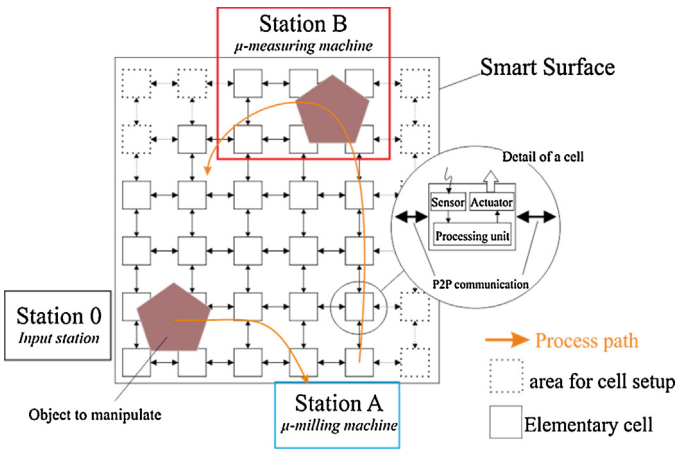 Station B
μ-measuring machine
Smart Surface
Detail of a cell
Sensor
Actuator
Processing unit
P2P communication
Station 0
Input station
Object to manipulate
Station A
μ-milling machine
Process path
area for cell setup
Elementary cell